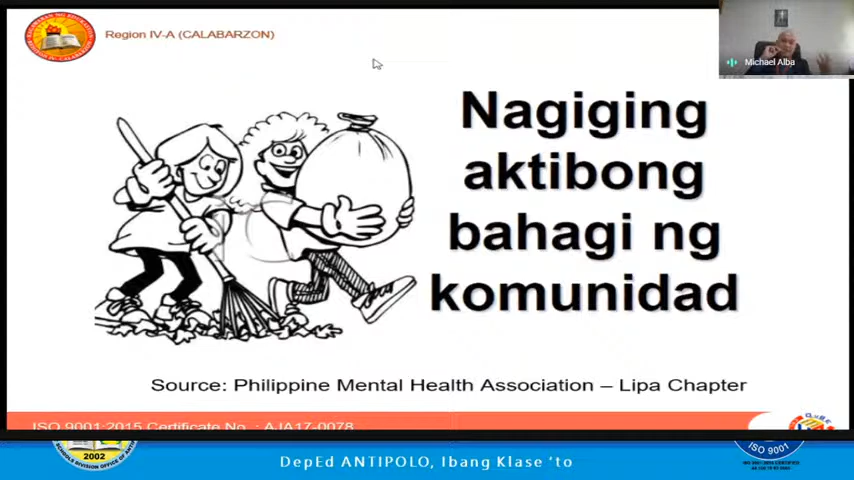 Region IV-A (CALABARZON)
Michael Alba
Nagiging
aktibong
bahagi ng
komunidad
Source: Philippine Mental Health Association – Lipa Chapter
ISO 9001:2015 Certificate No. : AJA17-0078
2002
ISO 9001
DepEd ANTIPOLO, Ibang Klase 'to